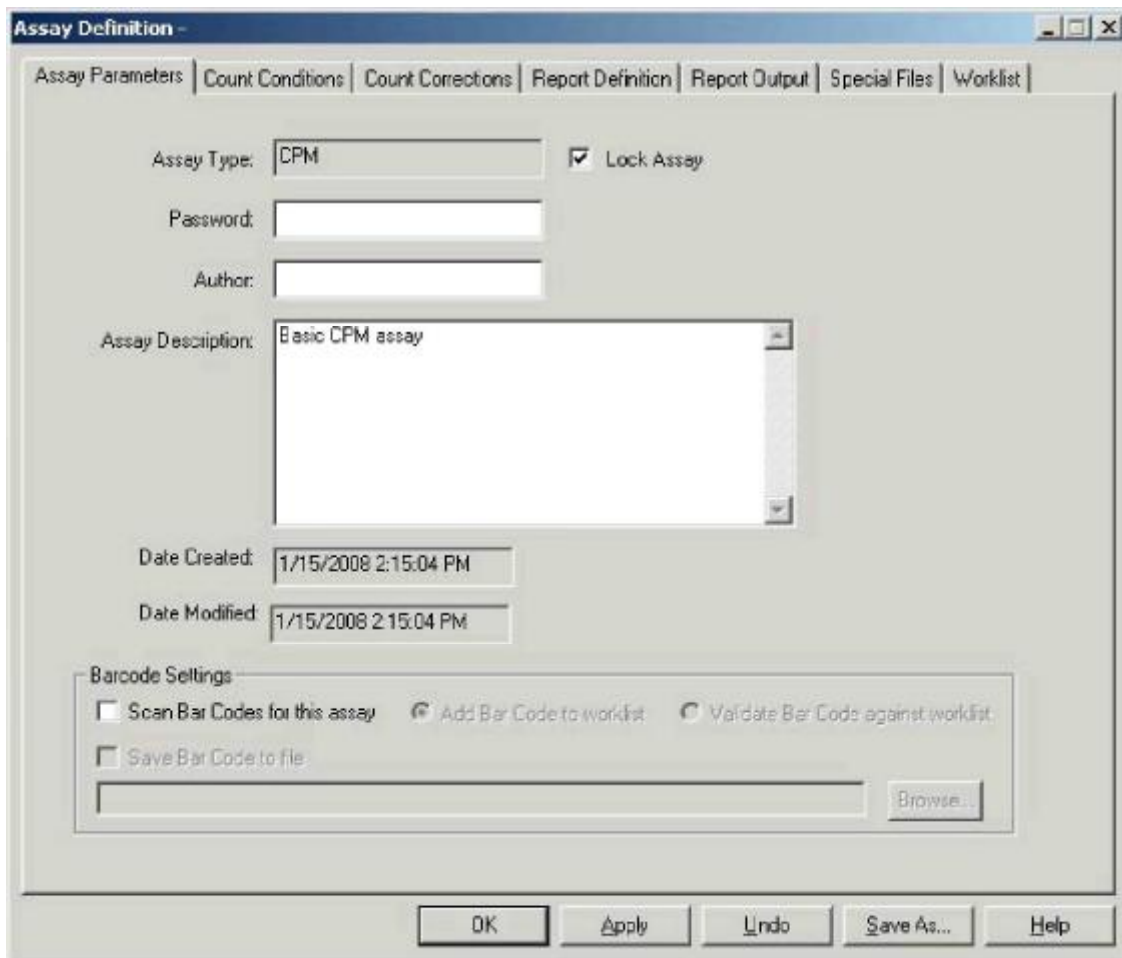 Assay Definition -
Assay Parameters Count Conditions Count Corrections Report Definition Report Output Special Files Worklist
Assay Type: CPM Lock Assay
Password:
Author:
Assay Description: Basic CPM assay
Date Created: 1/15/2008 2:15:04 PM
Date Modified: 1/15/2008 2:15:04 PM
Barcode Settings
Scan Bar Codes for this assay Add Bar Code to worklist Validate Bar Code against worklist
Save Bar Code to file
Browse...
OK Apply Undo Save As... Help